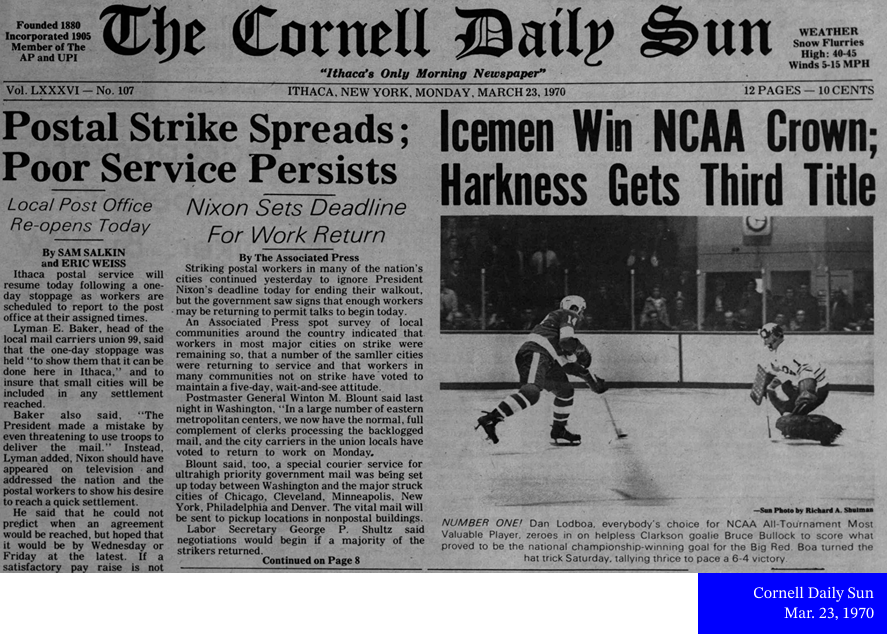 Founded 1880
Incorporated 1905
Member of The
AP and UPI
The Cornell Daily Sun
WEATHER
Snow Flurries
High: 40-45
Winds 5-15 MPH
"Ithaca's Only Morning Newspaper"
Vol. LXXXVI — No. 107
ITHACA, NEW YORK, MONDAY, MARCH 23, 1970
12 PAGES — 10 CENTS
Postal Strike Spreads;
Poor Service Persists
Local Post Office
Re-opens Today
By SAM SALKIN
and ERIC WEISS
Ithaca postal service will
resume today following a one-
day stoppage as workers are
scheduled to report to the post
office at their assigned times.
Lyman E. Baker, head of the
local mail carriers union 99, said
that the one-day stoppage was
held "to show them that it can be
done here in Ithaca," and to
insure that small cities will be
included in any settlement
reached.
Baker also said, "The
President made a mistake by
even threatening to use troops to
deliver the mail." Instead,
Lyman added, Nixon should have
appeared on television and
addressed the nation and the
postal workers to show his desire
to reach a quick settlement.
He said that he could not
predict when an agreement
would be reached, but hoped that
it would be by Wednesday or
Friday at the latest. If a
satisfactory pay raise is not
Nixon Sets Deadline
For Work Return
By The Associated Press
Striking postal workers in many of the nation's
cities continued yesterday to ignore President
Nixon's deadline today for ending their walkout,
but the government saw signs that enough workers
may be returning to permit talks to begin today.
An Associated Press spot survey of local
communities around the country indicated that
workers in most major cities on strike were
remaining so, that a number of the samller cities
were returning to service and that workers in
many communities not on strike have voted to
maintain a five-day, wait-and-see attitude.
Postmaster General Winton M. Blount said last
night in Washington, "In a large number of eastern
metropolitan centers, we now have the normal, full
complement of clerks processing the backlogged
mail, and the city carriers in the union locals have
voted to return to work on Monday.
Blount said, too, a special courier service for
ultrahigh priority government mail was being set
up today between Washington and the major struck
cities of Chicago, Cleveland, Minneapolis, New
York, Philadelphia and Denver. The vital mail will
be sent to pickup locations in nonpostal buildings.
Labor Secretary George P. Shultz said
negotiations would begin if a majority of the
strikers returned.
Continued on Page 8
Icemen Win NCAA Crown;
Harkness Gets Third Title
—Sun Photo by Richard A. Shulman
NUMBER ONE! Dan Lodboa, everybody's choice for NCAA All-Tournament Most
Valuable Player, zeroes in on helpless Clarkson goalie Bruce Bullock to score what
proved to be the national championship-winning goal for the Big Red. Boa turned the
hat trick Saturday, tallying thrice to pace a 6-4 victory
Cornell Daily Sun
Mar. 23, 1970